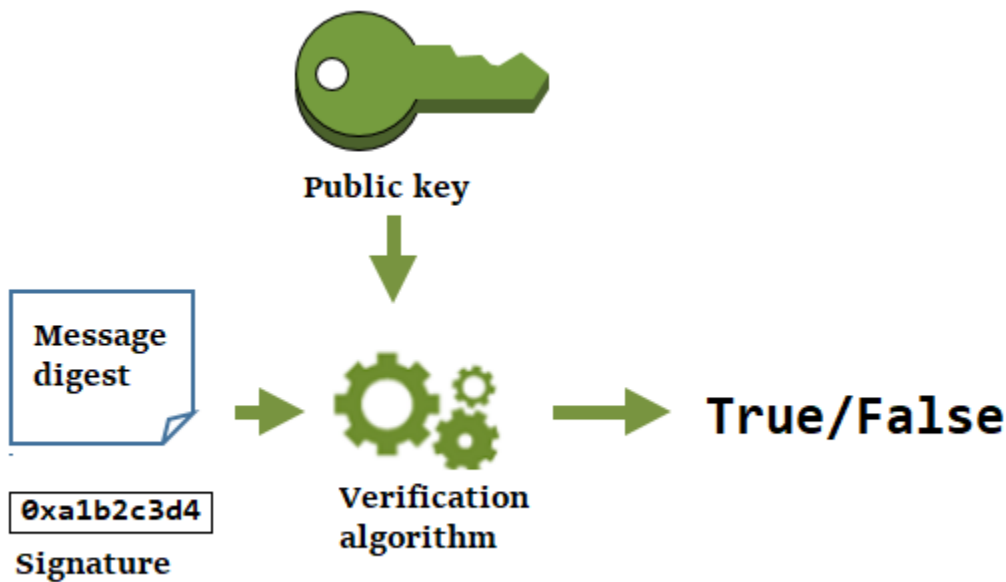 Public key
Message
digest
0xa1b2c3d4
Signature
Verification
algorithm
True/False